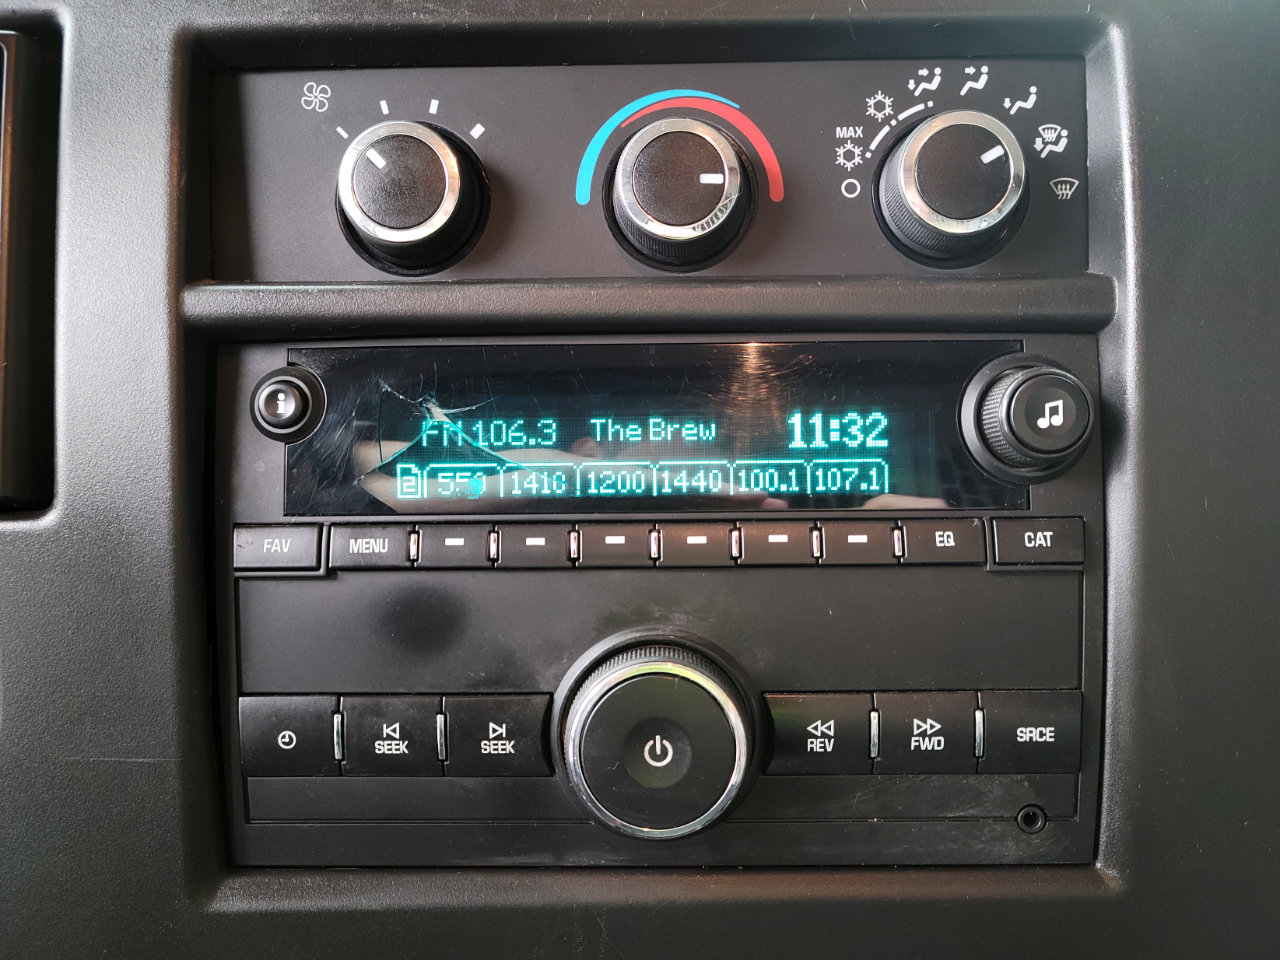 MAX
i
FM 106.3 The Brew 11:32
2 1410 1200 1440 100.1 107.1
FAV MENU EQ CAT
SEEK SEEK REV FWD SRCE